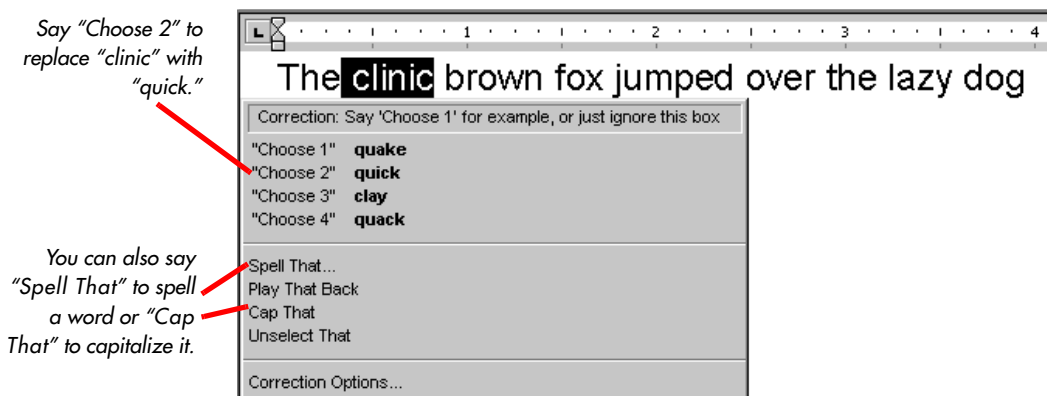 Say “Choose 2” to
replace “clinic” with
“quick.”
1 2 3 4
The clinic brown fox jumped over the lazy dog
Correction: Say 'Choose 1' for example, or just ignore this box
"Choose 1" quake
"Choose 2" quick
"Choose 3" clay
"Choose 4" quack
You can also say
“Spell That” to spell
a word or “Cap
That” to capitalize it.
Spell That...
Play That Back
Cap That
Unselect That
Correction Options...